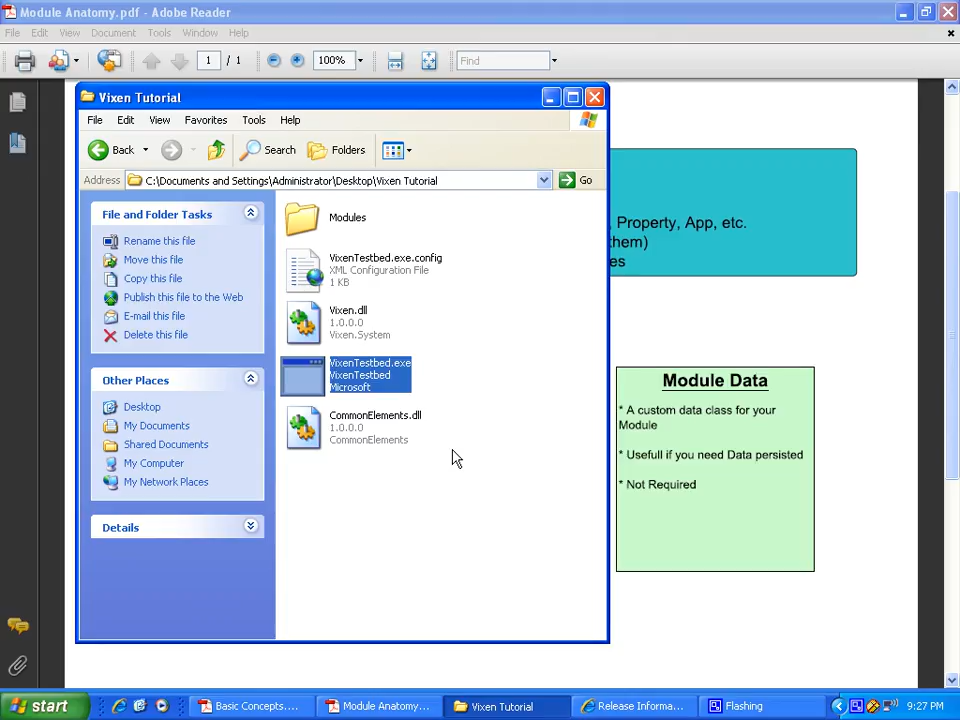 Module Anatomy.pdf - Adobe Reader
File Edit View Document Tools Window Help
1 / 1 100% Find
Vixen Tutorial
File Edit View Favorites Tools Help
Back Search Folders
Address C:\Documents and Settings\Administrator\Desktop\Vixen Tutorial Go
File and Folder Tasks
Rename this file
Move this file
Copy this file
Publish this file to the Web
E-mail this file
Delete this file
Other Places
Desktop
My Documents
Shared Documents
My Computer
My Network Places
Details
Modules
VixenTestbed.exe.config
XML Configuration File
1 KB
Vixen.dll
1.0.0.0
Vixen.System
VixenTestbed.exe
VixenTestbed
Microsoft
CommonElements.dll
1.0.0.0
CommonElements
, Property, App, etc.
them)
es
Module Data
* A custom data class for your
Module
* Usefull if you need Data persisted
* Not Required
start Basic Concepts.... Module Anatomy... Vixen Tutorial Release Informa... Flashing 9:27 PM